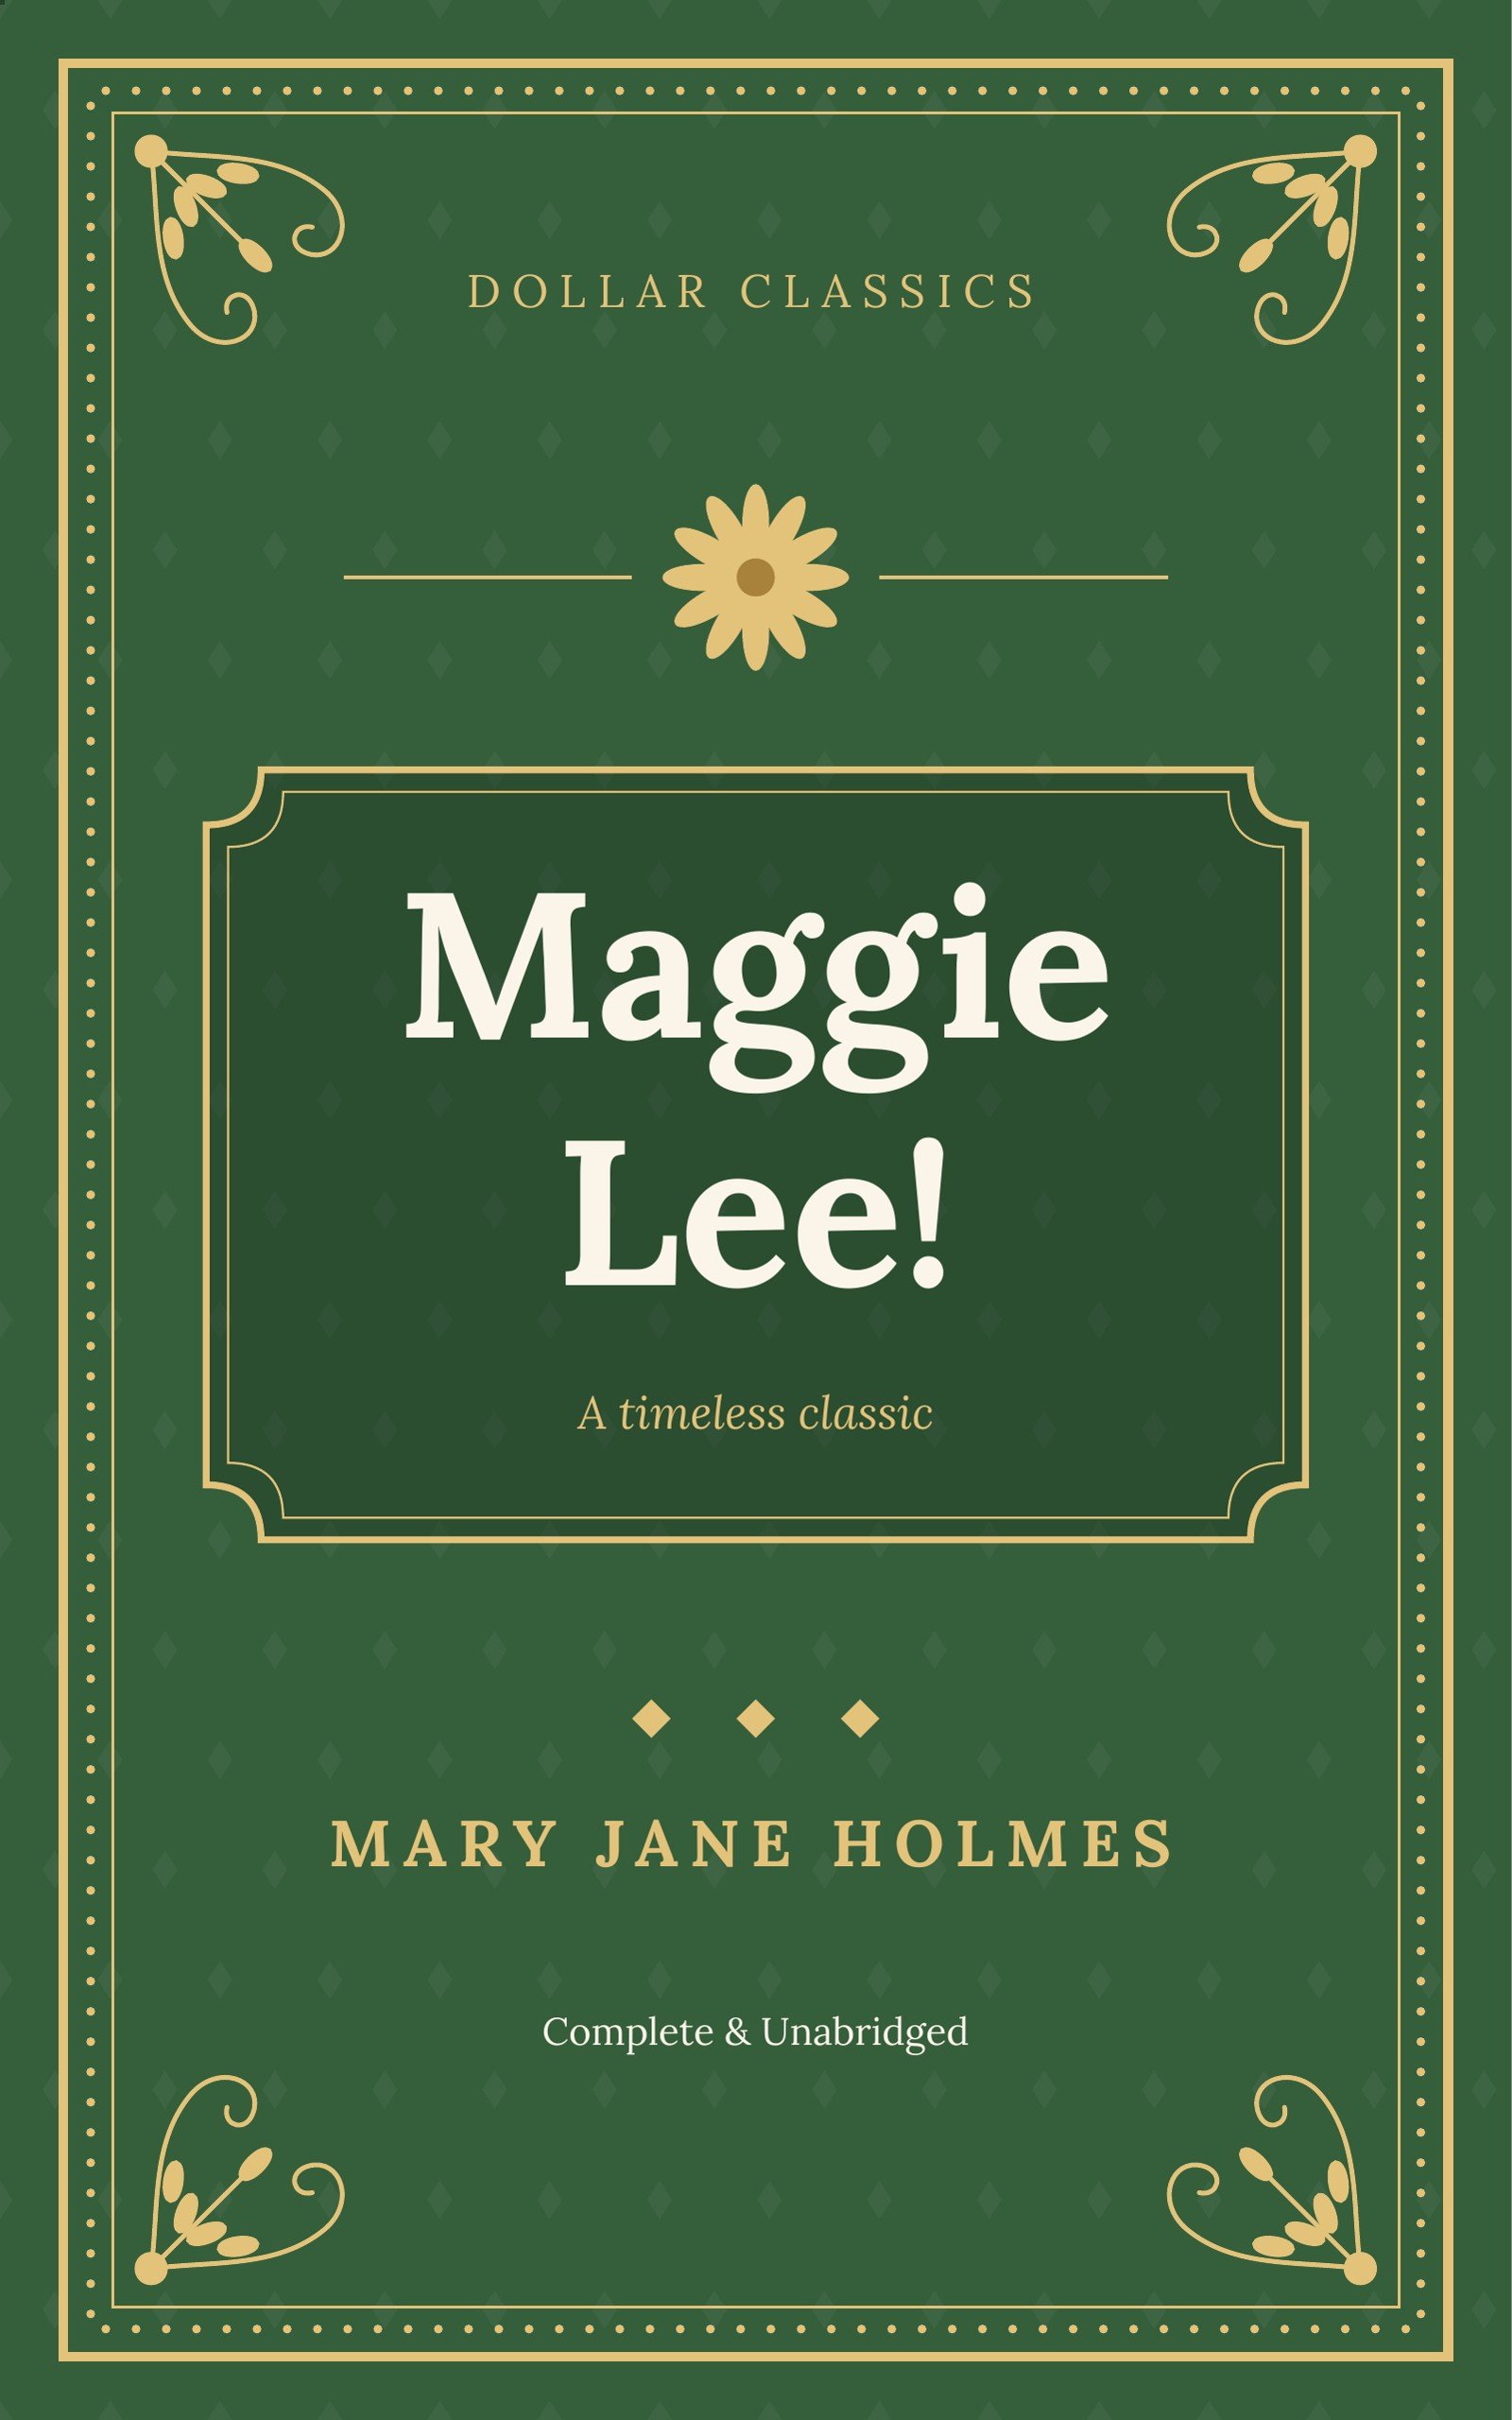 DOLLAR CLASSICS
Maggie
Lee!
A timeless classic
MARY JANE HOLMES
Complete & Unabridged